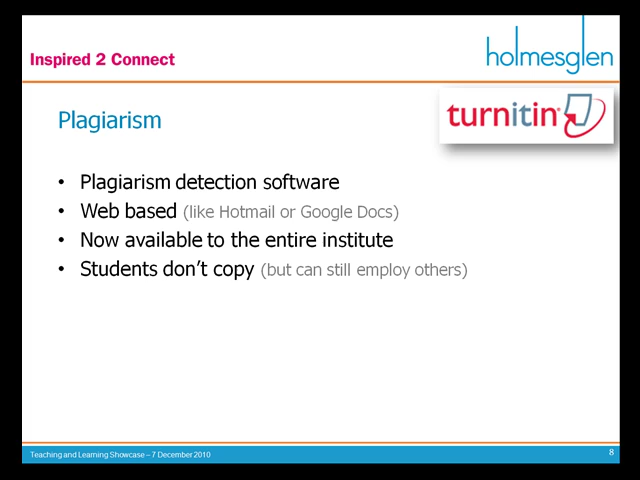 Inspired 2 Connect
holmesglen
Plagiarism
turnitin
• Plagiarism detection software
• Web based (like Hotmail or Google Docs)
• Now available to the entire institute
• Students don't copy (but can still employ others)
Teaching and Learning Showcase – 7 December 2010
8